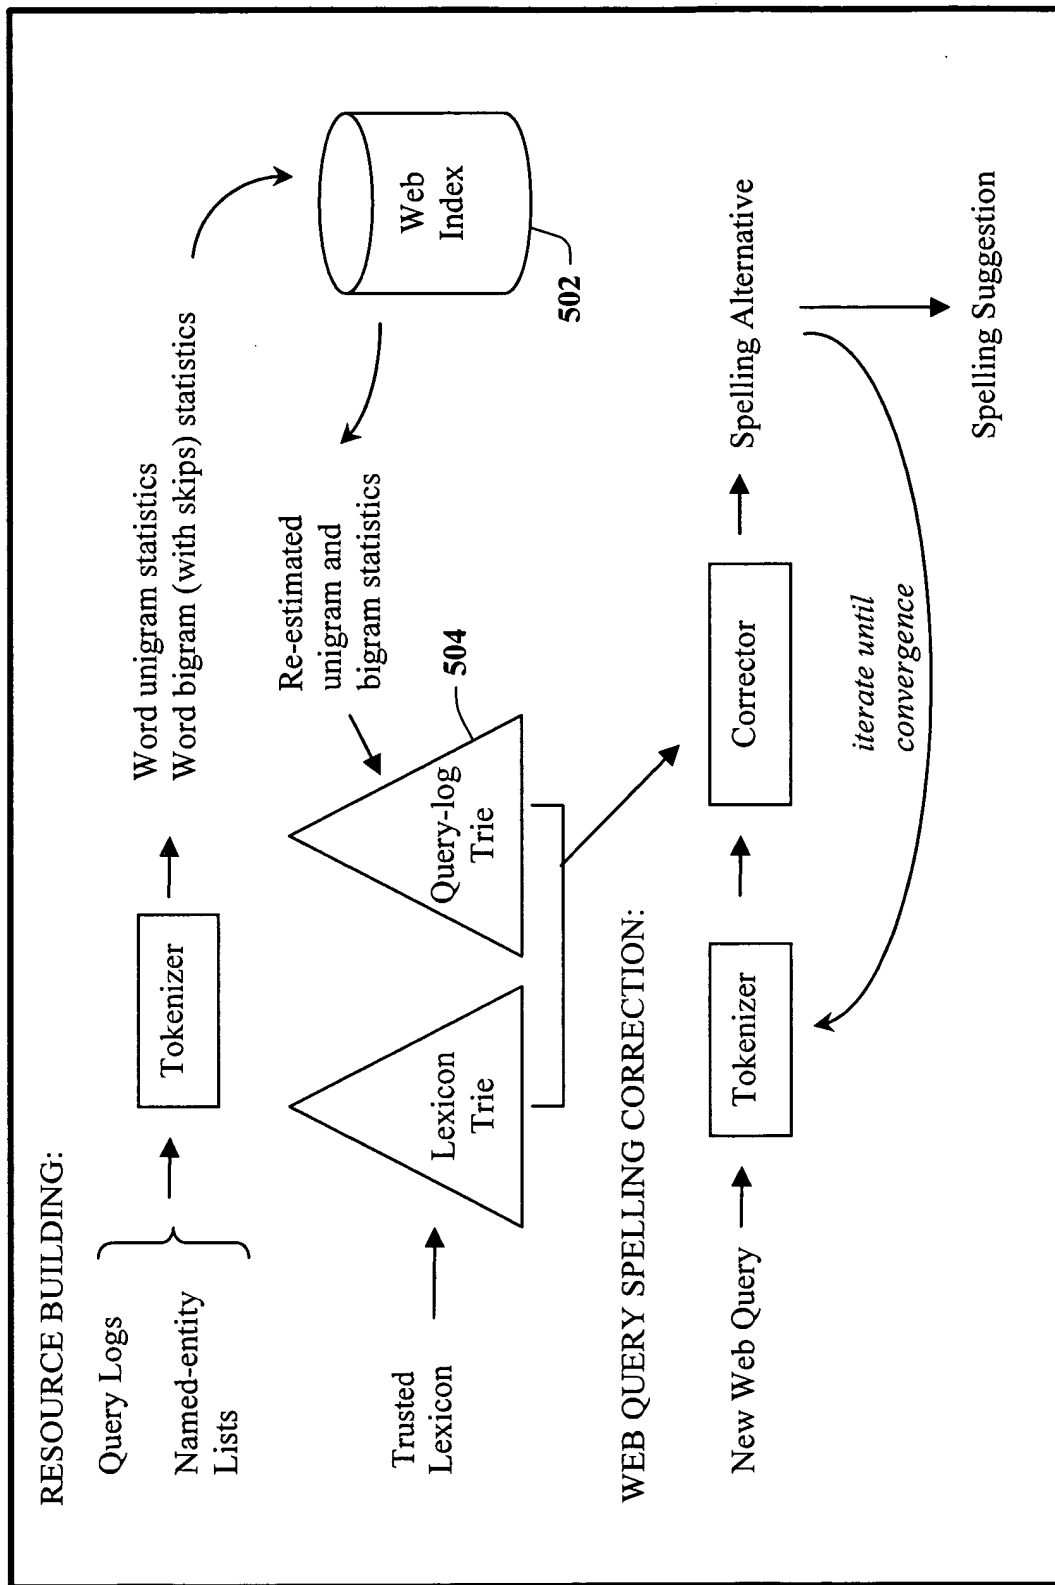 RESOURCE BUILDING:
Query Logs
Named-entity
Lists
Tokenizer
Word unigram statistics
Word bigram (with skips) statistics
Web
Index
502
Re-estimated
unigram and
bigram statistics
504
Trusted
Lexicon
Lexicon
Trie
Query-log
Trie
WEB QUERY SPELLING CORRECTION:
New Web Query
Tokenizer
Corrector
Spelling Alternative
iterate until
convergence
Spelling Suggestion